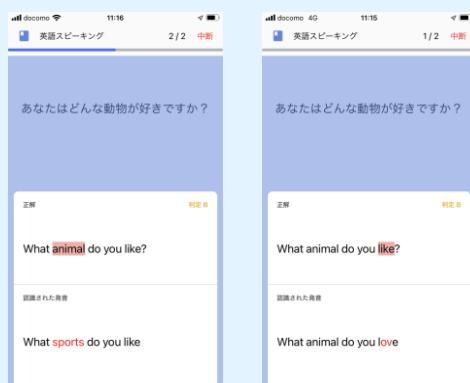 docomo 11:16
英語スピーキング 2/2 中断
あなたはどんな動物が好きですか？
正解 判定 B
What animal do you like?
認識された発音
What sports do you like
docomo 4G 11:15
英語スピーキング 1/2 中断
あなたはどんな動物が好きですか？
正解 判定 B
What animal do you like?
認識された発音
What animal do you love